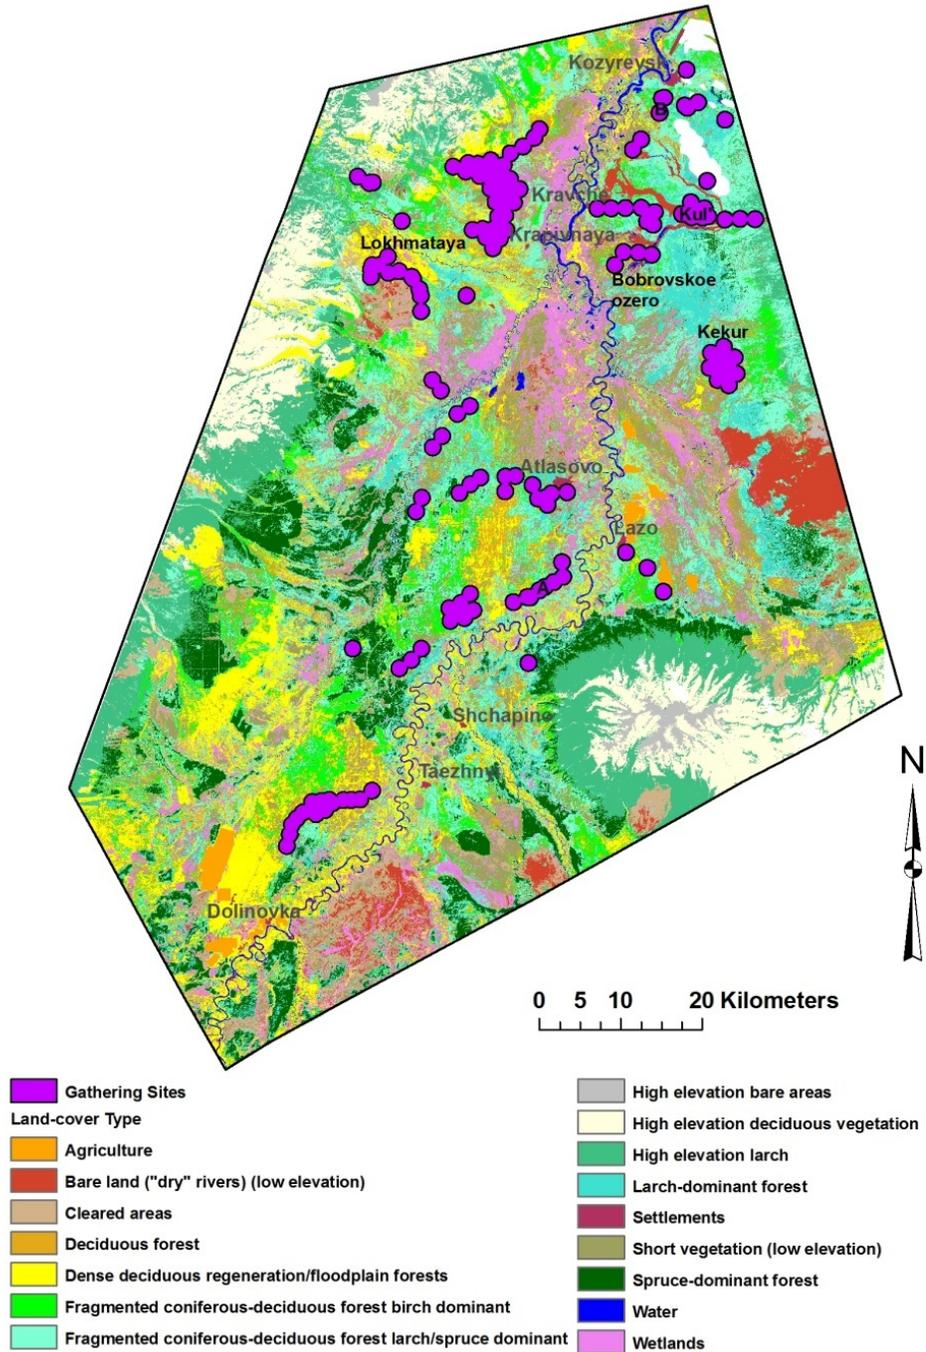 Kozyrevsk
B
Kravche
Kul'
Krapivnaya
Lokhmataya
Bobrovskoe
ozero
Kekur
Atlasovo
Lazo
A
Shchapino
Taezhnyi
N
Dolinovka
0 5 10 20 Kilometers
Gathering Sites
Land-cover Type
Agriculture
Bare land ("dry" rivers) (low elevation)
Cleared areas
Deciduous forest
Dense deciduous regeneration/floodplain forests
Fragmented coniferous-deciduous forest birch dominant
Fragmented coniferous-deciduous forest larch/spruce dominant
High elevation bare areas
High elevation deciduous vegetation
High elevation larch
Larch-dominant forest
Settlements
Short vegetation (low elevation)
Spruce-dominant forest
Water
Wetlands